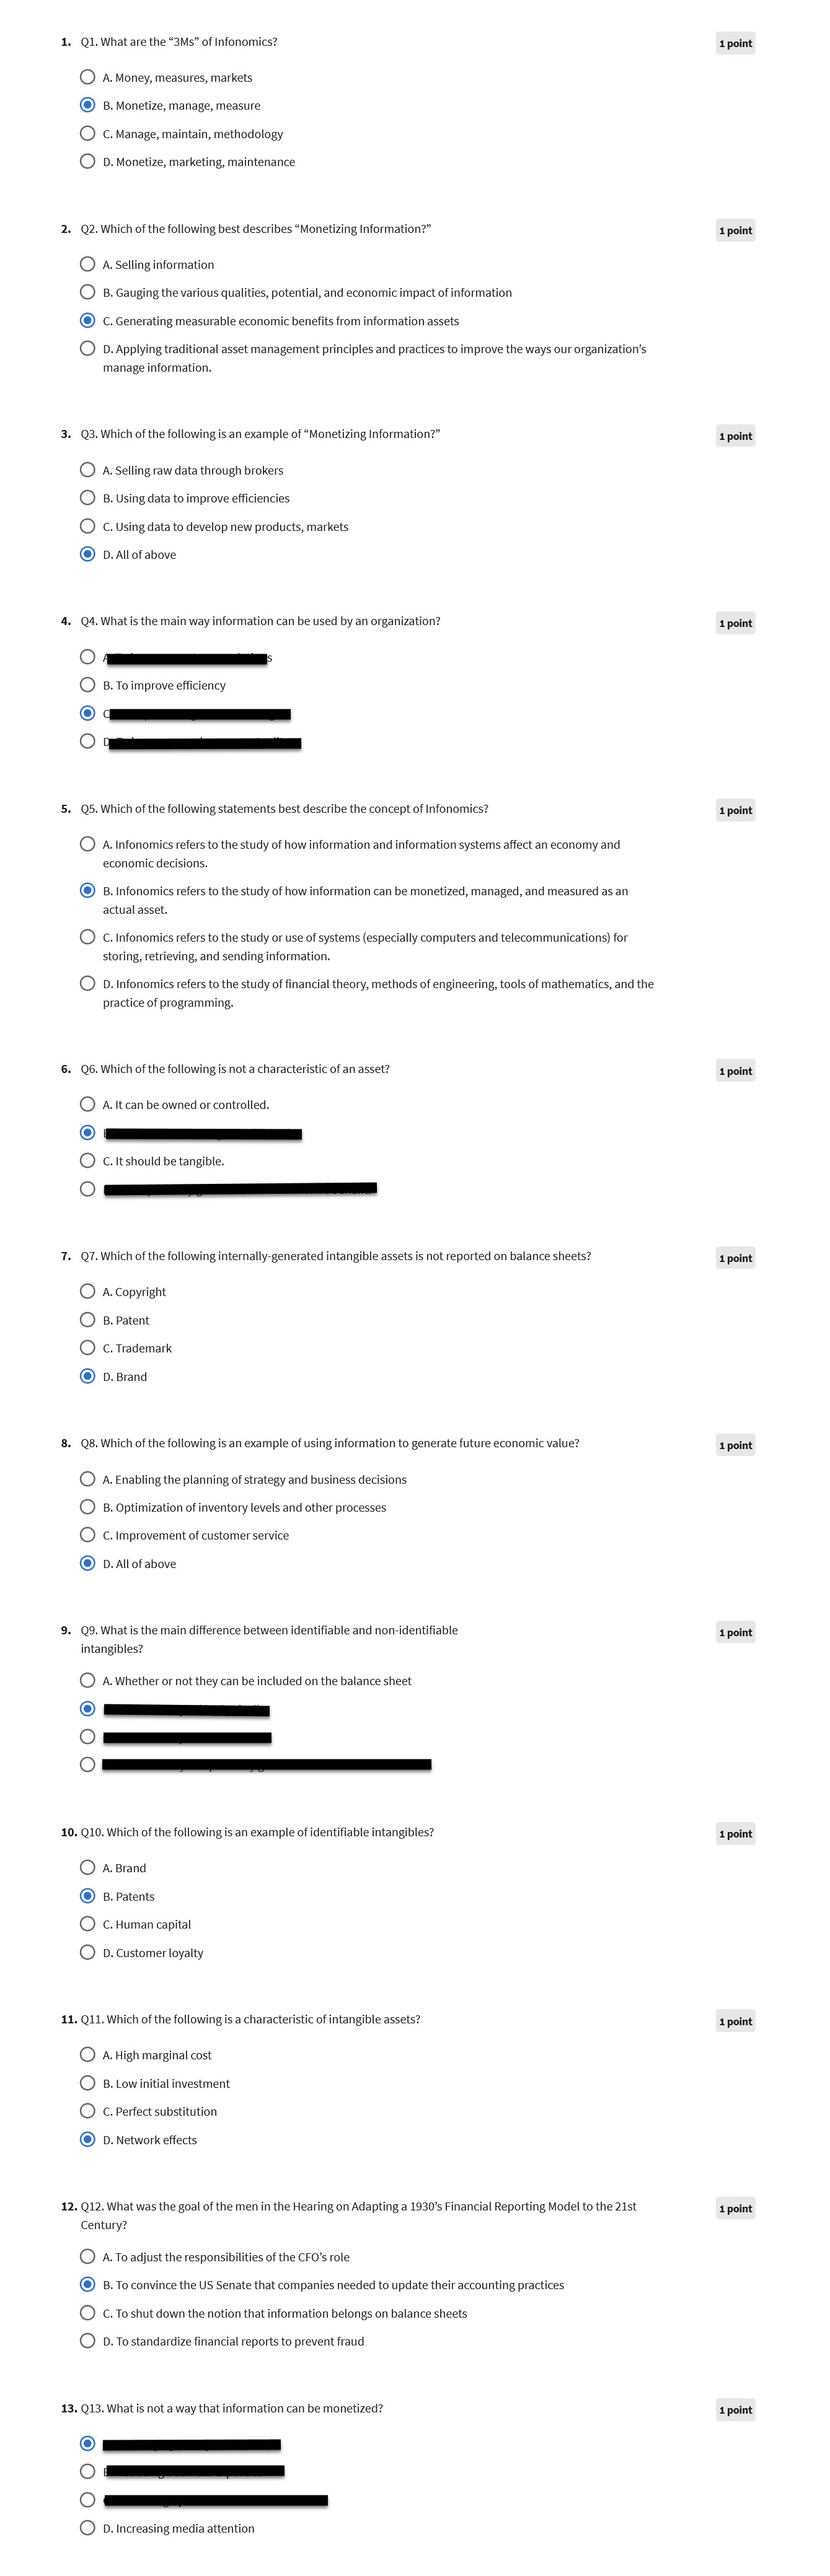 1. Q1. What are the “3Ms” of Infonomics?
1 point
A. Money, measures, markets
B. Monetize, manage, measure
C. Manage, maintain, methodology
D. Monetize, marketing, maintenance
2. Q2. Which of the following best describes “Monetizing Information?”
1 point
A. Selling information
B. Gauging the various qualities, potential, and economic impact of information
C. Generating measurable economic benefits from information assets
D. Applying traditional asset management principles and practices to improve the ways our organization’s
manage information.
3. Q3. Which of the following is an example of “Monetizing Information?”
1 point
A. Selling raw data through brokers
B. Using data to improve efficiencies
C. Using data to develop new products, markets
D. All of above
4. Q4. What is the main way information can be used by an organization?
1 point
B. To improve efficiency
5. Q5. Which of the following statements best describe the concept of Infonomics?
1 point
A. Infonomics refers to the study of how information and information systems affect an economy and
economic decisions.
B. Infonomics refers to the study of how information can be monetized, managed, and measured as an
actual asset.
C. Infonomics refers to the study or use of systems (especially computers and telecommunications) for
storing, retrieving, and sending information.
D. Infonomics refers to the study of financial theory, methods of engineering, tools of mathematics, and the
practice of programming.
6. Q6. Which of the following is not a characteristic of an asset?
1 point
A. It can be owned or controlled.
C. It should be tangible.
7. Q7. Which of the following internally-generated intangible assets is not reported on balance sheets?
1 point
A. Copyright
B. Patent
C. Trademark
D. Brand
8. Q8. Which of the following is an example of using information to generate future economic value?
1 point
A. Enabling the planning of strategy and business decisions
B. Optimization of inventory levels and other processes
C. Improvement of customer service
D. All of above
9. Q9. What is the main difference between identifiable and non-identifiable
intangibles?
1 point
A. Whether or not they can be included on the balance sheet
10. Q10. Which of the following is an example of identifiable intangibles?
1 point
A. Brand
B. Patents
C. Human capital
D. Customer loyalty
11. Q11. Which of the following is a characteristic of intangible assets?
1 point
A. High marginal cost
B. Low initial investment
C. Perfect substitution
D. Network effects
12. Q12. What was the goal of the men in the Hearing on Adapting a 1930’s Financial Reporting Model to the 21st
Century?
1 point
A. To adjust the responsibilities of the CFO’s role
B. To convince the US Senate that companies needed to update their accounting practices
C. To shut down the notion that information belongs on balance sheets
D. To standardize financial reports to prevent fraud
13. Q13. What is not a way that information can be monetized?
1 point
D. Increasing media attention